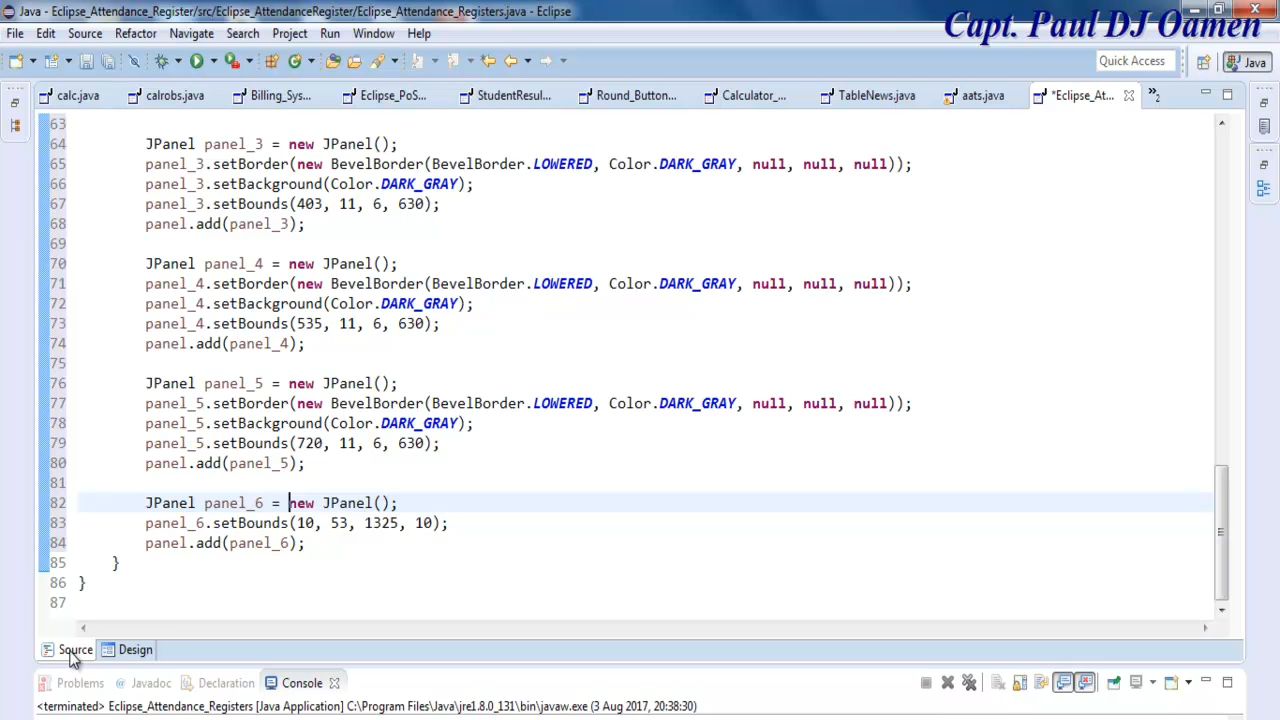 Java - Eclipse_Attendance_Register/src/Eclipse_AttendanceRegister/Eclipse_Attendance_Registers.java - Eclipse
Capt. Paul DJ Oamen
File Edit Source Refactor Navigate Search Project Run Window Help
Quick Access Java
calc.java calrobs.java Billing_Sys... Eclipse_PoS... StudentResul... Round_Button... Calculator_... TableNews.java aats.java *Eclipse_At... »2
63
64 JPanel panel_3 = new JPanel();
65 panel_3.setBorder(new BevelBorder(BevelBorder.LOWERED, Color.DARK_GRAY, null, null, null));
66 panel_3.setBackground(Color.DARK_GRAY);
67 panel_3.setBounds(403, 11, 6, 630);
68 panel.add(panel_3);
69
70 JPanel panel_4 = new JPanel();
71 panel_4.setBorder(new BevelBorder(BevelBorder.LOWERED, Color.DARK_GRAY, null, null, null));
72 panel_4.setBackground(Color.DARK_GRAY);
73 panel_4.setBounds(535, 11, 6, 630);
74 panel.add(panel_4);
75
76 JPanel panel_5 = new JPanel();
77 panel_5.setBorder(new BevelBorder(BevelBorder.LOWERED, Color.DARK_GRAY, null, null, null));
78 panel_5.setBackground(Color.DARK_GRAY);
79 panel_5.setBounds(720, 11, 6, 630);
80 panel.add(panel_5);
81
82 JPanel panel_6 = new JPanel();
83 panel_6.setBounds(10, 53, 1325, 10);
84 panel.add(panel_6);
85 }
86 }
87
Source Design
Problems @ Javadoc Declaration Console
<terminated> Eclipse_Attendance_Registers [Java Application] C:\Program Files\Java\jre1.8.0_131\bin\javaw.exe (3 Aug 2017, 20:38:30)